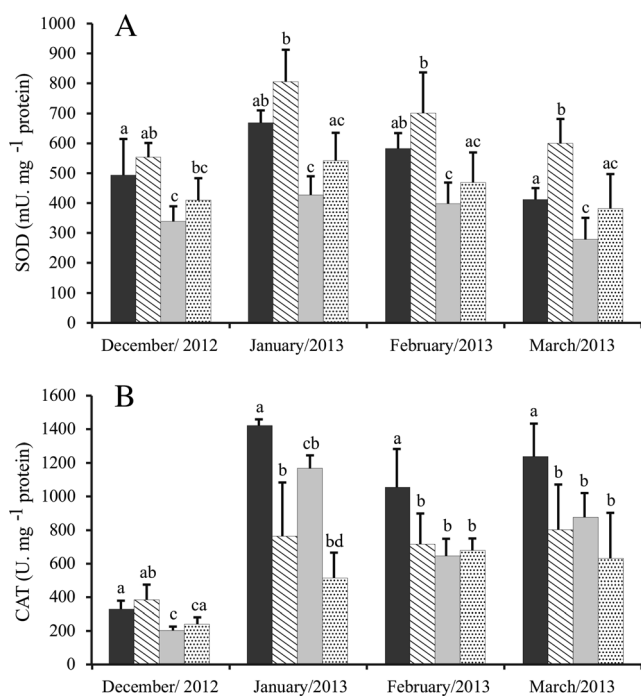 A
SOD (mU. mg -1 protein)
1000
900
800
700
600
500
400
300
200
100
0
a ab c bc
ab b c ac
ab b c ac
a b c ac
December/ 2012 January/2013 February/2013 March/2013
B
CAT (U. mg -1 protein)
1600
1400
1200
1000
800
600
400
200
0
a ab c ca
a b cb bd
a b b b
a b b b
December/ 2012 January/2013 February/2013 March/2013